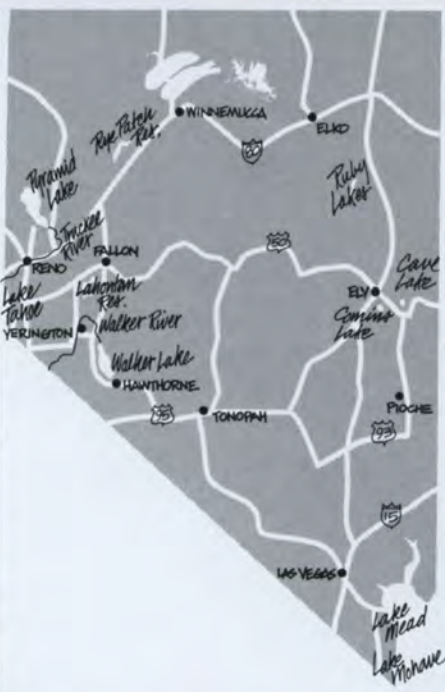 WINNEMUCCA
Rye Patch
Res.
ELKO
80
Ruby
Lakes
Pyramid
Lake
Truckee
River
50
FALLON
RENO
Cave
Lake
Lake
Tahoe
Lahontan
Res.
ELY
Comins
Lake
YERINGTON
Walker River
Walker Lake
HAWTHORNE
PIOCHE
95
TONOPAH
93
15
LAS VEGAS
Lake
Mead
Lake
Mohave